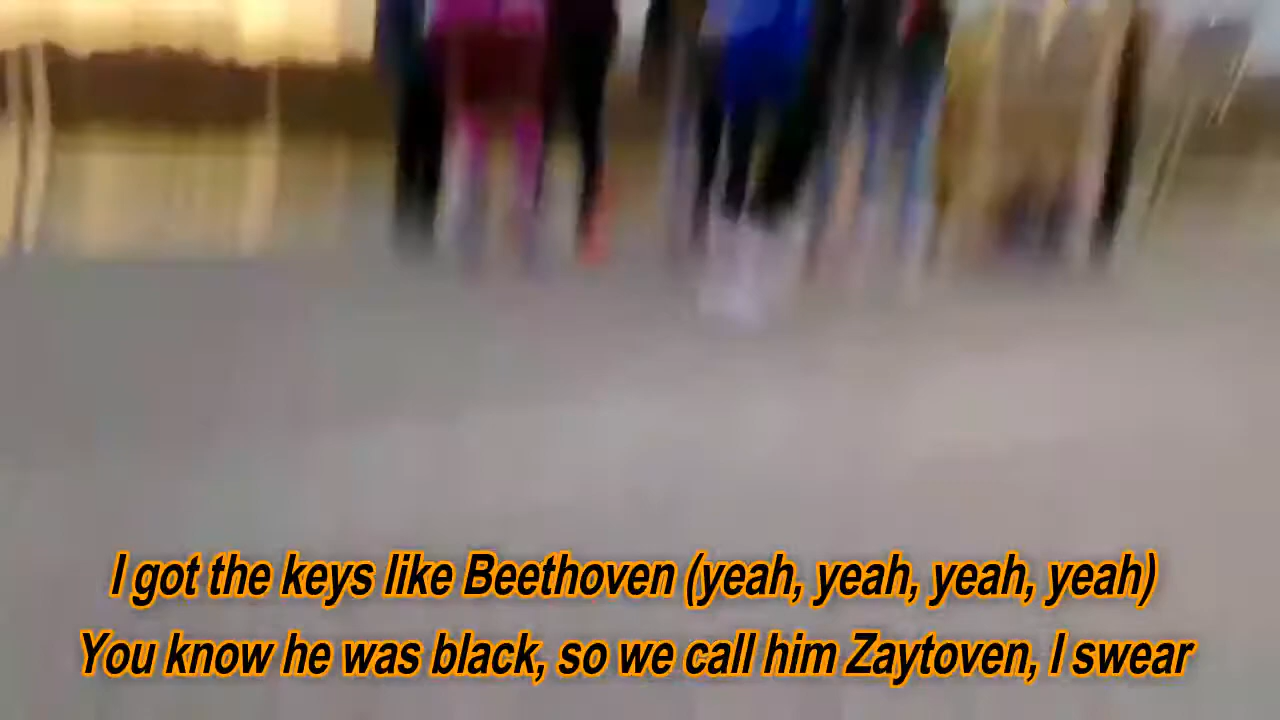 I got the keys like Beethoven (yeah, yeah, yeah, yeah)
You know he was black, so we call him Zaytoven, I swear